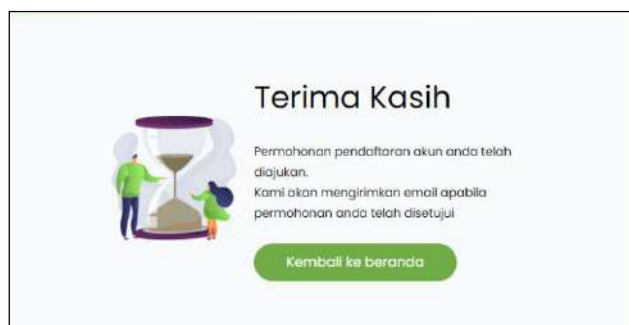 Terima Kasih
Permohonan pendaftaran akun anda telah
diajukan.
Kami akan mengirimkan email apabila
permohonan anda telah disetujui
Kembali ke beranda